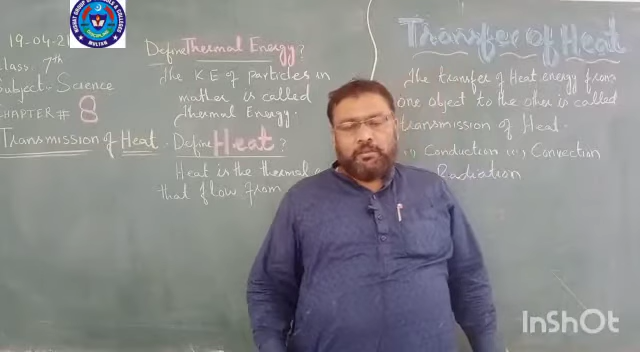 19-04-21
Class. 7th
Subject:- Science
CHAPTER # 8
Transmission of Heat.
Define Thermal Energy?
The K E of particles in
matter is called
Thermal Energy.
Define Heat?
Heat is the thermal
that flow from
Transfer of Heat
The transfer of Heat energy from
one object to the other is called
transmission of Heat.
Conduction Convection
Radiation
MULTAN
DISCIPLINE
InShOt